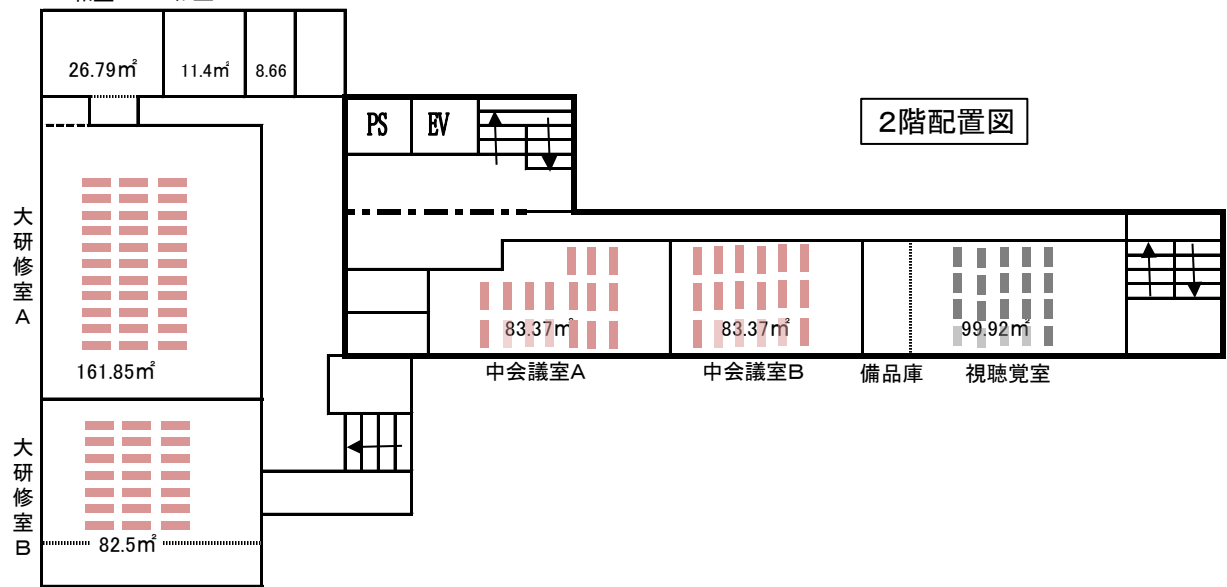 26.79㎡
11.4㎡
8.66
PS
EV
2階配置図
大研修室A
161.85㎡
83.37㎡
83.37㎡
99.92㎡
中会議室A
中会議室B
備品庫
視聴覚室
大研修室B
82.5㎡